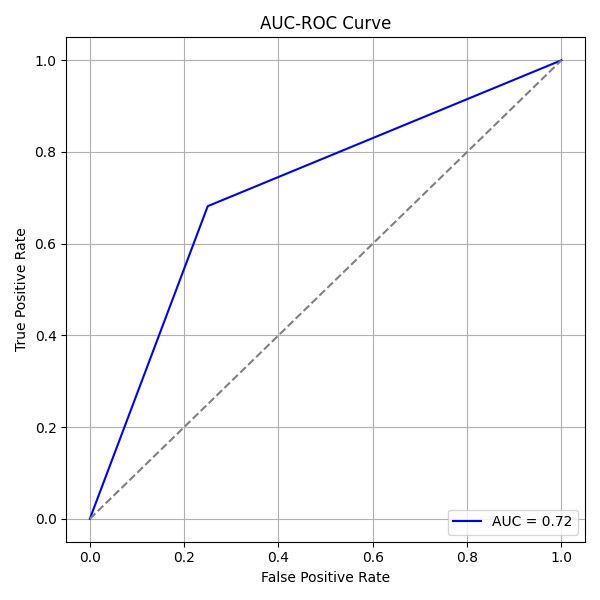 AUC-ROC Curve
True Positive Rate
1.0
0.8
0.6
0.4
0.2
0.0
AUC = 0.72
0.0 0.2 0.4 0.6 0.8 1.0
False Positive Rate